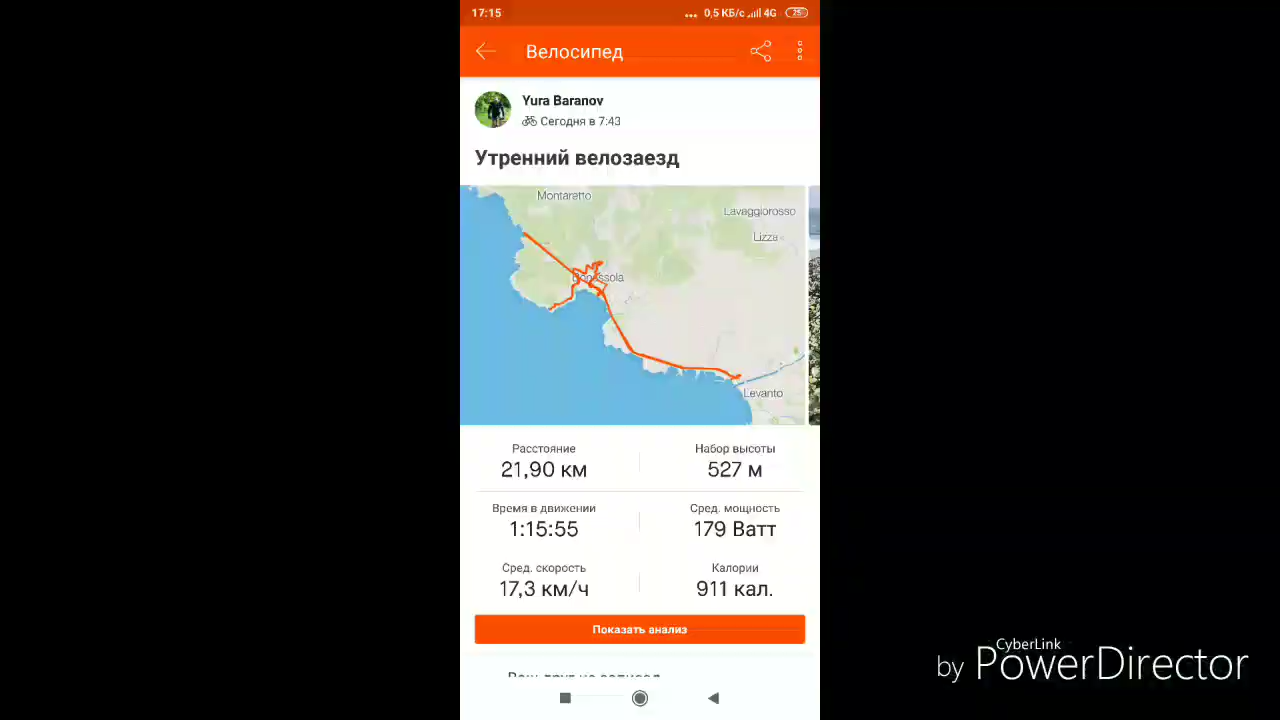 17:15
... 0,5 КБ/с 4G 25
Велосипед
Yura Baranov
Сегодня в 7:43
Утренний велозаезд
Montaretto
Lavaggiorosso
Lizza
Levanto
Расстояние
Набор высоты
21,90 км
527 м
Время в движении
Сред. мощность
1:15:55
179 Ватт
Сред. скорость
Калории
17,3 км/ч
911 кал.
Показать анализ
CyberLink
by PowerDirector